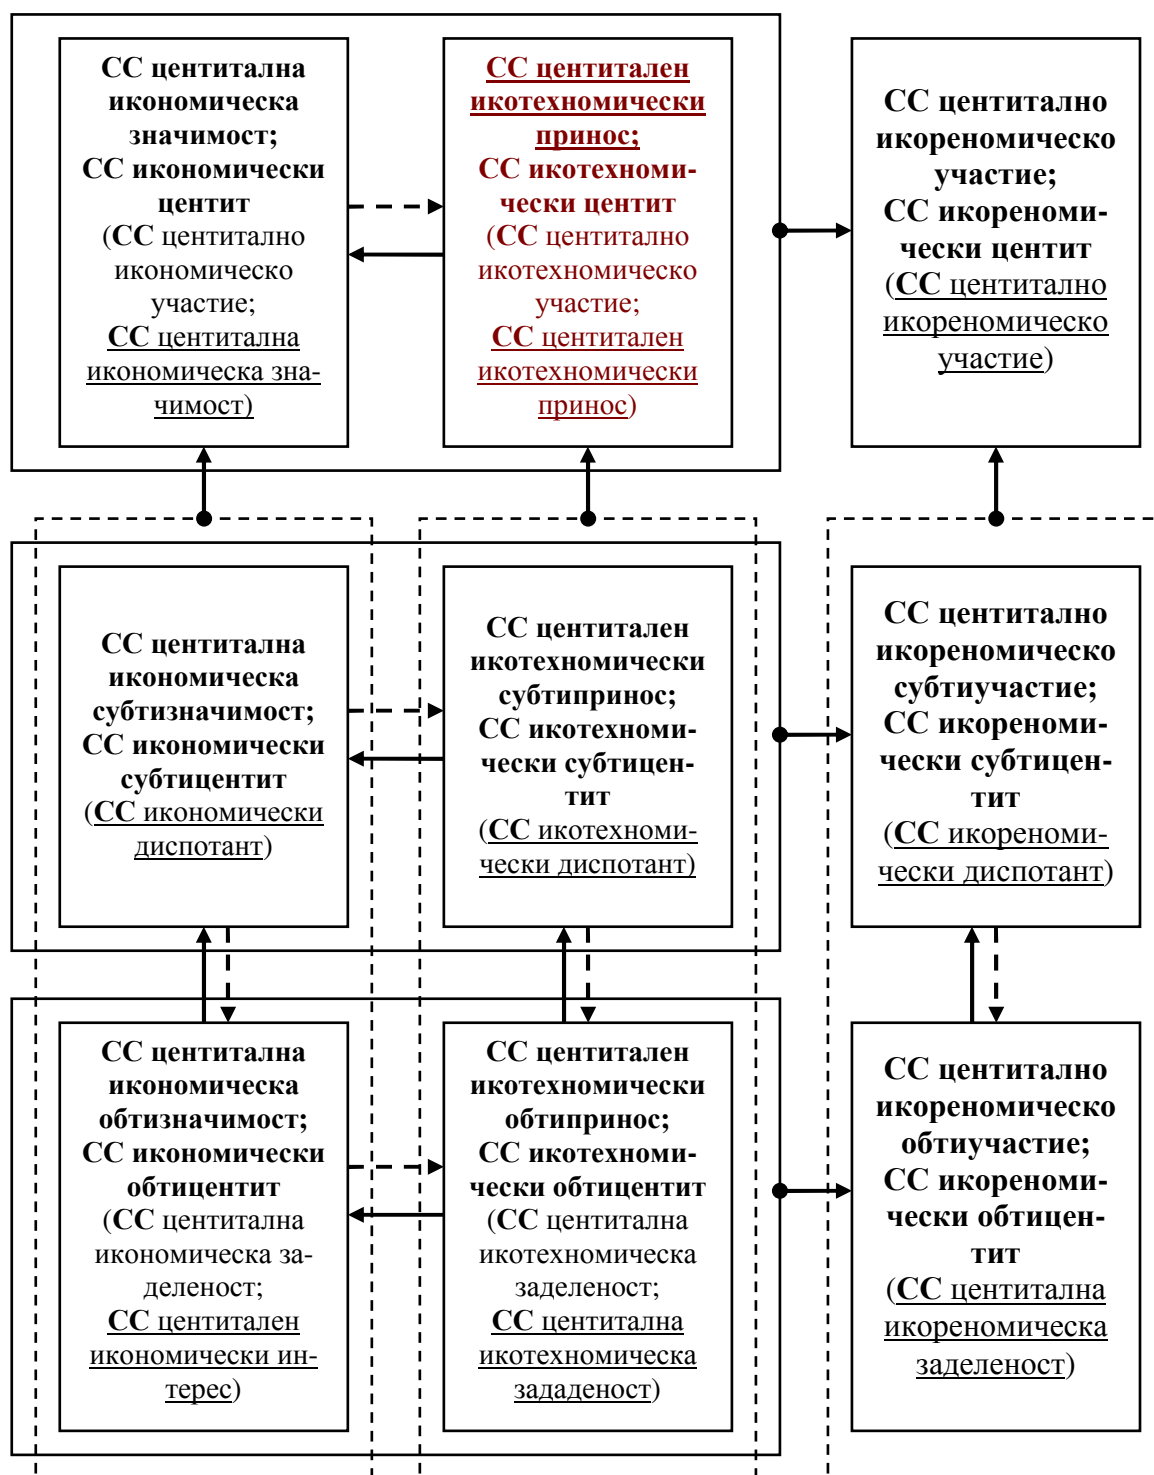 СС центитална
икономическа
значимост;
СС икономически
центит
(СС центитално
икономическо
участие;
СС центитална
икономическа зна-
чимост)
СС центитален
икотехномически
принос;
СС икотехноми-
чески центит
(СС центитално
икотехномическо
участие;
СС центитален
икотехномически
принос)
СС центитално
икореномическо
участие;
СС икореноми-
чески центит
(СС центитално
икореномическо
участие)
СС центитална
икономическа
субтизначимост;
СС икономически
субтицентит
(СС икономически
диспотант)
СС центитален
икотехномически
субтипринос;
СС икотехноми-
чески субтицен-
тит
(СС икотехноми-
чески диспотант)
СС центитално
икореномическо
субтиучастие;
СС икореноми-
чески субтицен-
тит
(СС икореноми-
чески диспотант)
СС центитална
икономическа
обтизначимост;
СС икономически
обтицентит
(СС центитална
икономическа за-
деленост;
СС центитален
икономически ин-
терес)
СС центитален
икотехномически
обтипринос;
СС икотехноми-
чески обтицентит
(СС центитална
икотехномическа
заделеност;
СС центитална
икотехномическа
зададеност)
СС центитално
икореномическо
обтиучастие;
СС икореноми-
чески обтицен-
тит
(СС центитална
икореномическа
заделеност)